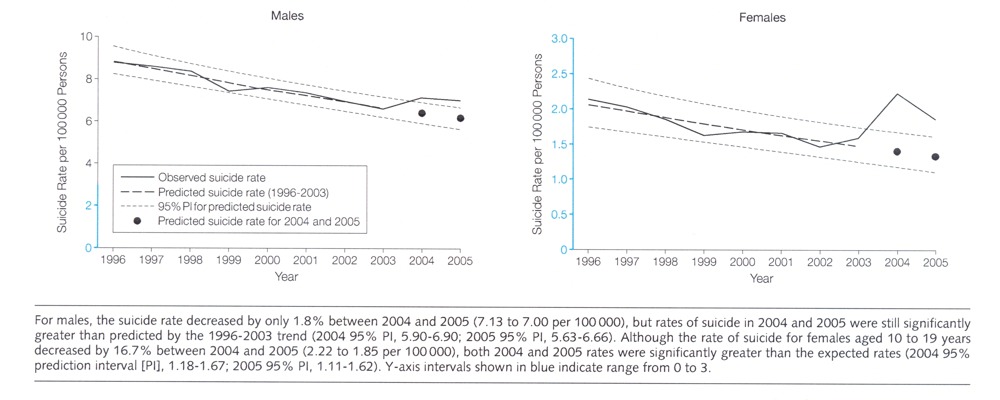 Males
Females
10
8
6
4
2
0
Suicide Rate per 100 000 Persons
Observed suicide rate
Predicted suicide rate (1996-2003)
95% PI for predicted suicide rate
Predicted suicide rate for 2004 and 2005
1996 1997 1998 1999 2000 2001 2002 2003 2004 2005
Year
3.0
2.5
2.0
1.5
1.0
0.5
0
Suicide Rate per 100 000 Persons
1996 1997 1998 1999 2000 2001 2002 2003 2004 2005
Year
For males, the suicide rate decreased by only 1.8% between 2004 and 2005 (7.13 to 7.00 per 100 000), but rates of suicide in 2004 and 2005 were still significantly
greater than predicted by the 1996-2003 trend (2004 95% PI, 5.90-6.90; 2005 95% PI, 5.63-6.66). Although the rate of suicide for females aged 10 to 19 years
decreased by 16.7% between 2004 and 2005 (2.22 to 1.85 per 100 000), both 2004 and 2005 rates were significantly greater than the expected rates (2004 95%
prediction interval [PI], 1.18-1.67; 2005 95% PI, 1.11-1.62). Y-axis intervals shown in blue indicate range from 0 to 3.